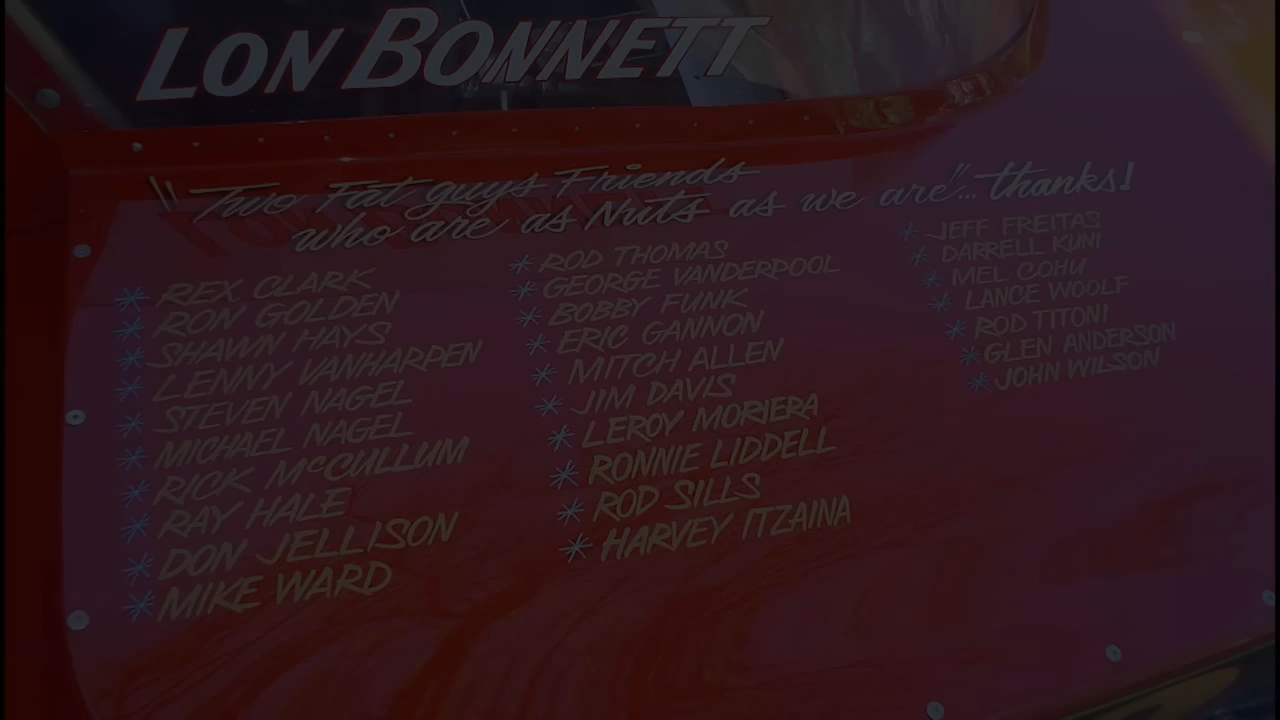 LON BONNETT
"Two Fat guys Friends
who are as Nuts as we are"... thanks!
REX CLARK
RON GOLDEN
SHAWN HAYS
LENNY VANHARPEN
STEVEN NAGEL
MICHAEL NAGEL
RICK McCULLUM
RAY HALE
DON JELLISON
MIKE WARD
ROD THOMAS
GEORGE VANDERPOOL
BOBBY FUNK
ERIC GANNON
MITCH ALLEN
JIM DAVIS
LEROY MORIERA
RONNIE LIDDELL
ROD SILLS
HARVEY ITZAINA
JEFF FREITAS
DARRELL KUNI
MEL COHU
LANCE WOOLF
ROD TITONI
GLEN ANDERSON
JOHN WILSON